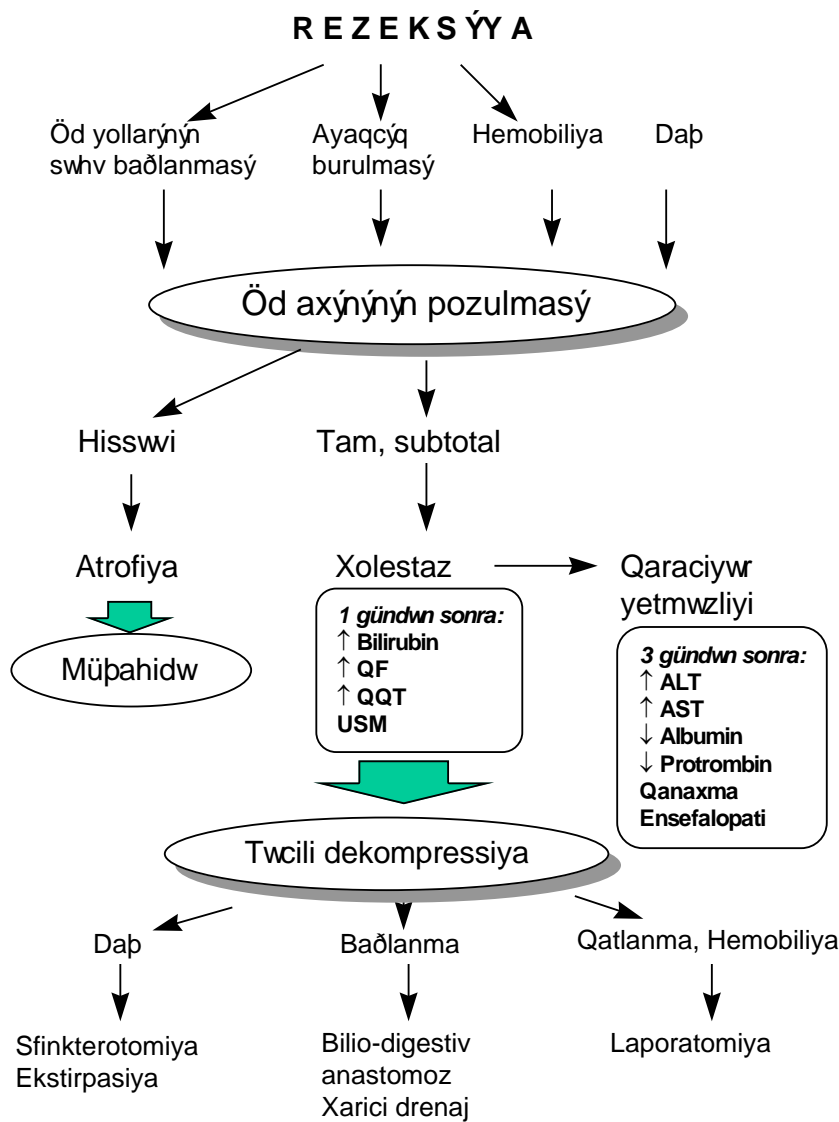 R E Z E K S Ý Y A
Öd yollarýnýn
swhv baðlanmasý
Ayaqcýq
burulmasý
Hemobiliya
Daþ
Öd axýnýnýn pozulmasý
Hisswvi
Tam, subtotal
Atrofiya
Xolestaz
Qaraciywr
yetmwzliyi
Müþahidw
1 gündwn sonra:
↑ Bilirubin
↑ QF
↑ QQT
USM
3 gündwn sonra:
↑ ALT
↑ AST
↓ Albumin
↓ Protrombin
Qanaxma
Ensefalopati
Twcili dekompressiya
Daþ
Baðlanma
Qatlanma, Hemobiliya
Sfinkterotomiya
Ekstirpasiya
Bilio-digestiv
anastomoz
Xarici drenaj
Laporatomiya